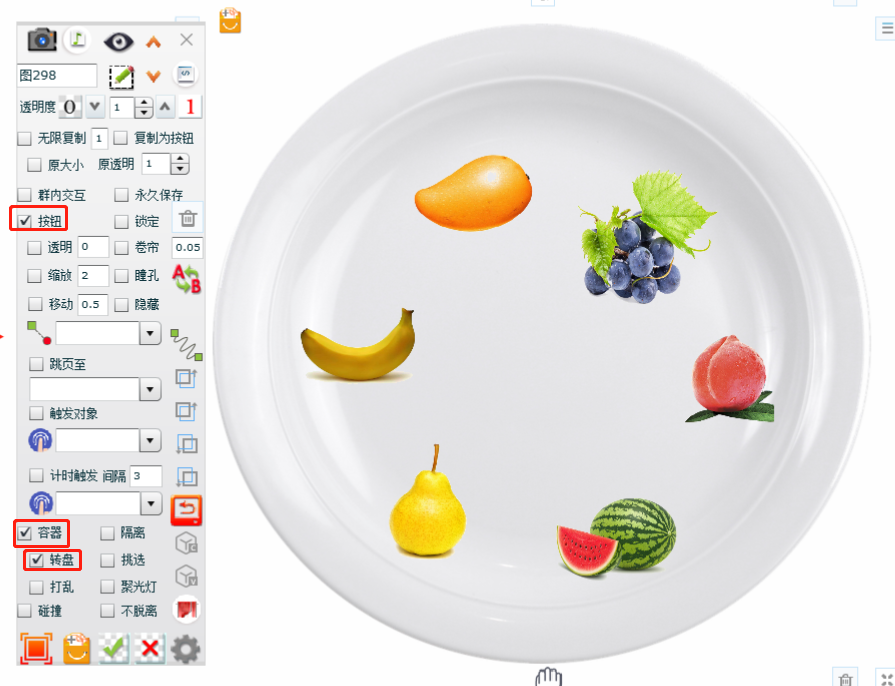 图298
透明度 0 1 1
无限复制 1 复制为按钮
原大小 原透明 1
群内交互 永久保存
按钮 锁定
透明 0 卷帘 0.05
缩放 2 瞳孔 A B
移动 0.5 隐藏
跳页至
触发对象
计时触发 间隔 3
容器 隔离
转盘 挑选
打乱 聚光灯
碰撞 不脱离